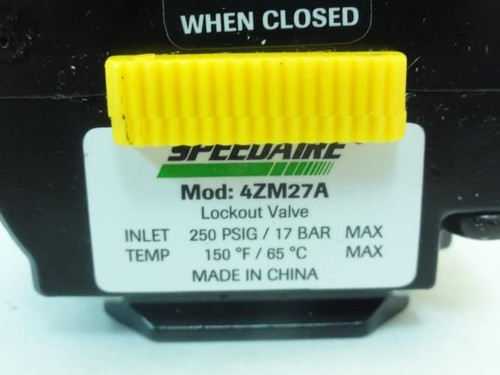 WHEN CLOSED
SPEEDAIRE
Mod: 4ZM27A
Lockout Valve
INLET 250 PSIG / 17 BAR MAX
TEMP 150 °F / 65 °C MAX
MADE IN CHINA